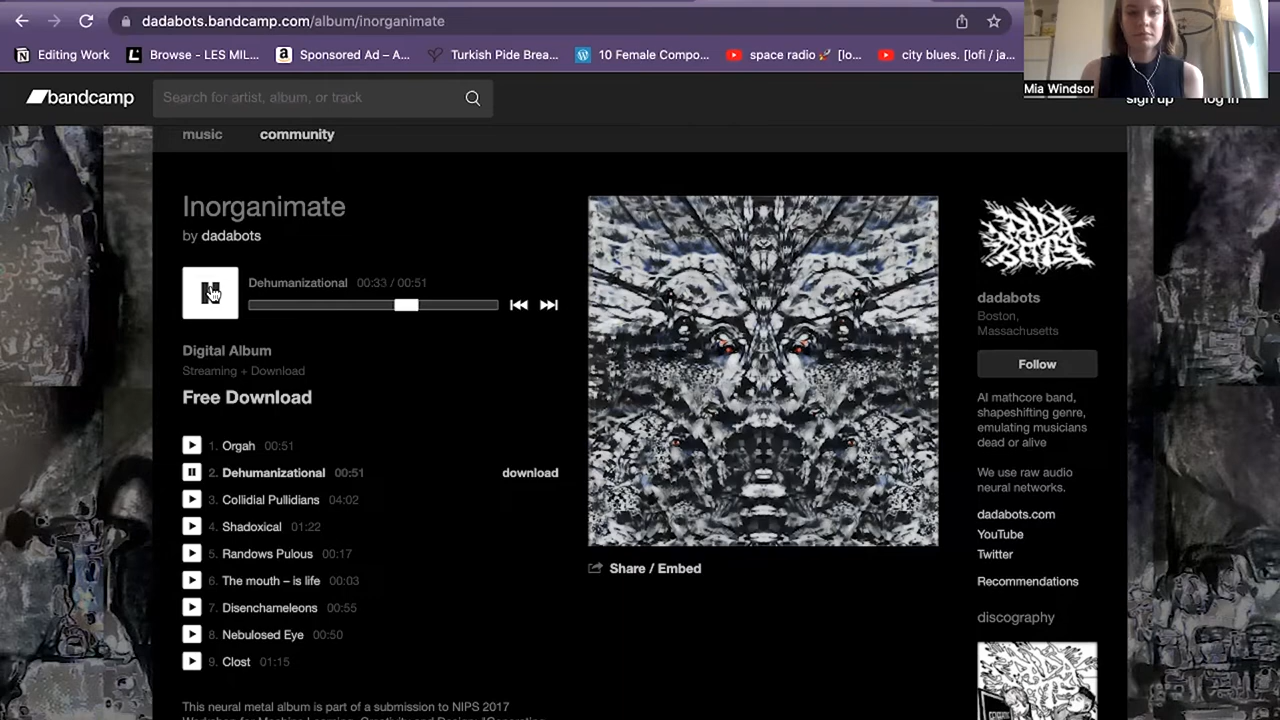 dadabots.bandcamp.com/album/inorganimate
Editing Work
Browse - LES MIL...
Sponsored Ad – A...
Turkish Pide Brea...
10 Female Compo...
space radio🚀 [lo...
city blues. [lofi / ja...
Mia Windsor
bandcamp
Search for artist, album, or track
sign up
log in
music
community
Inorganimate
by dadabots
Dehumanizational 00:33 / 00:51
Digital Album
Streaming + Download
Free Download
1. Orgah 00:51
2. Dehumanizational 00:51 download
3. Collidial Pullidians 04:02
4. Shadoxical 01:22
5. Randows Pulous 00:17
6. The mouth – is life 00:03
7. Disenchameleons 00:55
8. Nebulosed Eye 00:50
9. Clost 01:15
This neural metal album is part of a submission to NIPS 2017
Share / Embed
DADA
BOTS
dadabots
Boston,
Massachusetts
Follow
AI mathcore band,
shapeshifting genre,
emulating musicians
dead or alive
We use raw audio
neural networks.
dadabots.com
YouTube
Twitter
Recommendations
discography